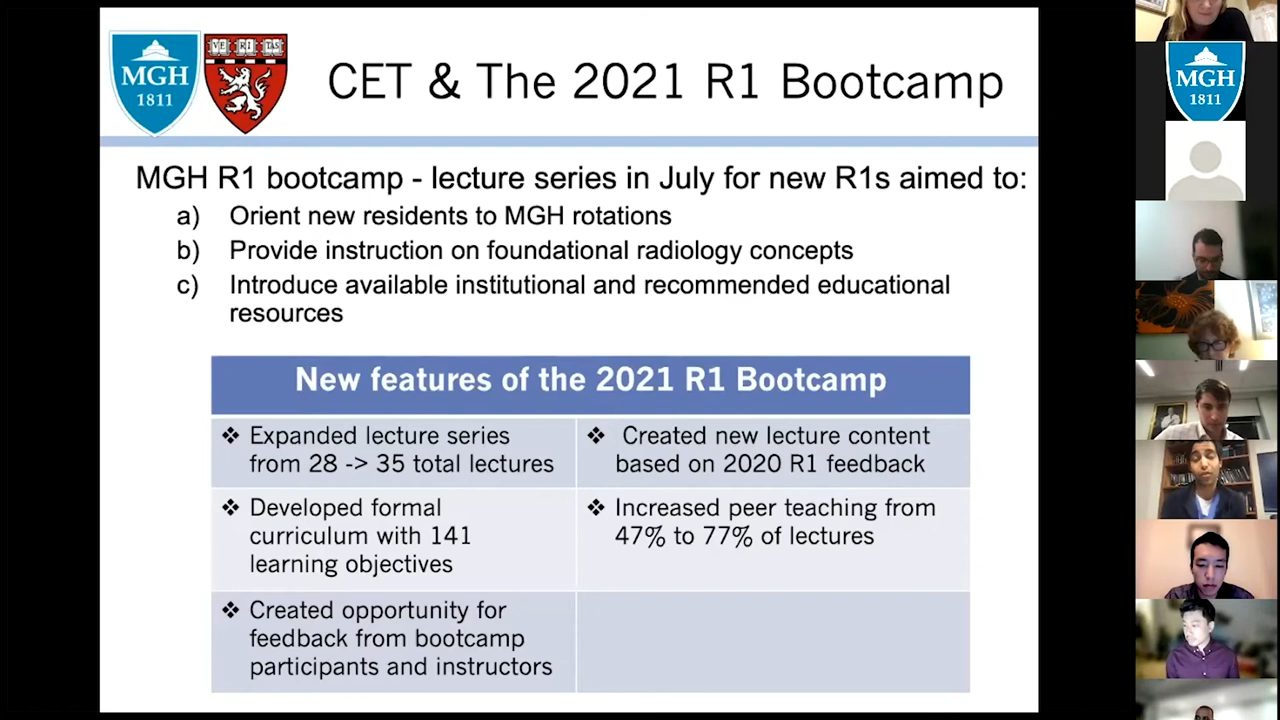 MGH
1811
VE RI TAS
CET & The 2021 R1 Bootcamp
MGH R1 bootcamp - lecture series in July for new R1s aimed to:
a) Orient new residents to MGH rotations
b) Provide instruction on foundational radiology concepts
c) Introduce available institutional and recommended educational
resources
New features of the 2021 R1 Bootcamp
❖ Expanded lecture series
from 28 -> 35 total lectures
❖ Created new lecture content
based on 2020 R1 feedback
❖ Developed formal
curriculum with 141
learning objectives
❖ Increased peer teaching from
47% to 77% of lectures
❖ Created opportunity for
feedback from bootcamp
participants and instructors
MGH
1811